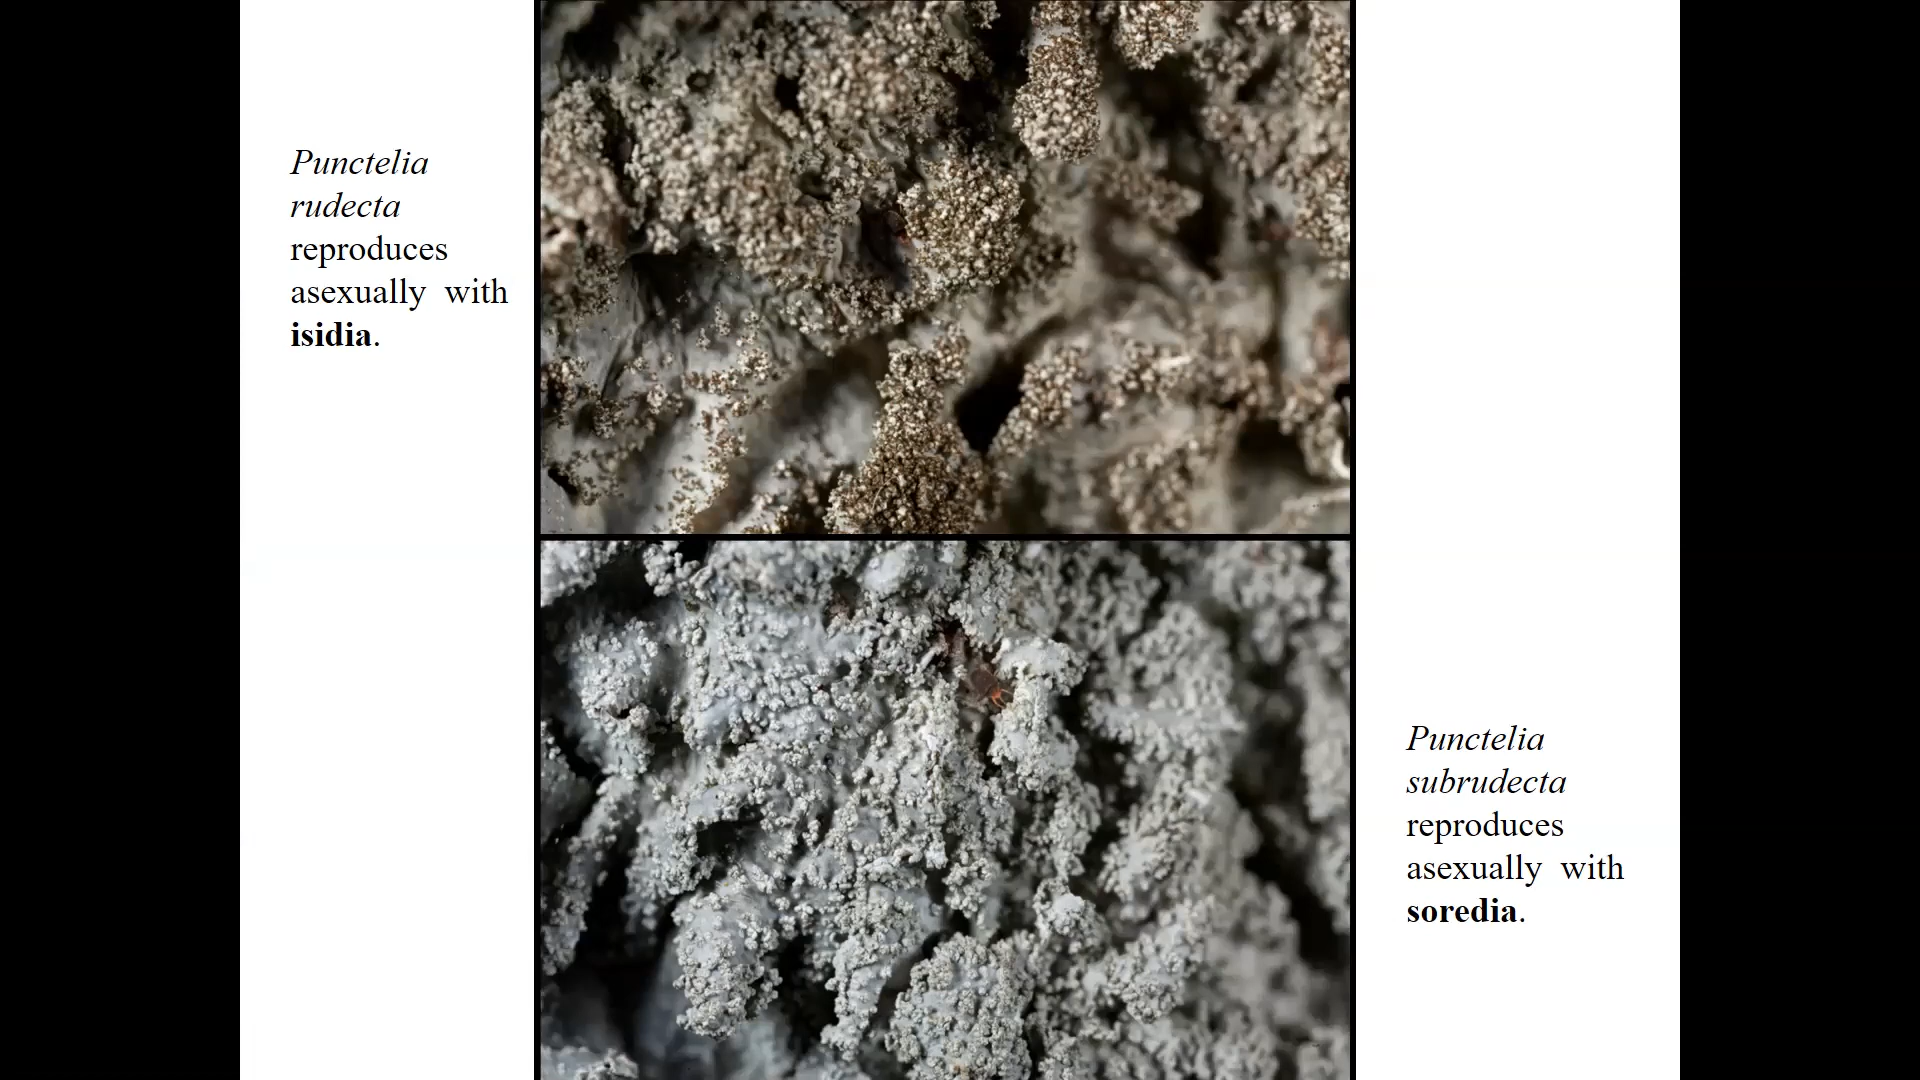 Punctelia
rudecta
reproduces
asexually with
isidia.
Punctelia
subrudecta
reproduces
asexually with
soredia.